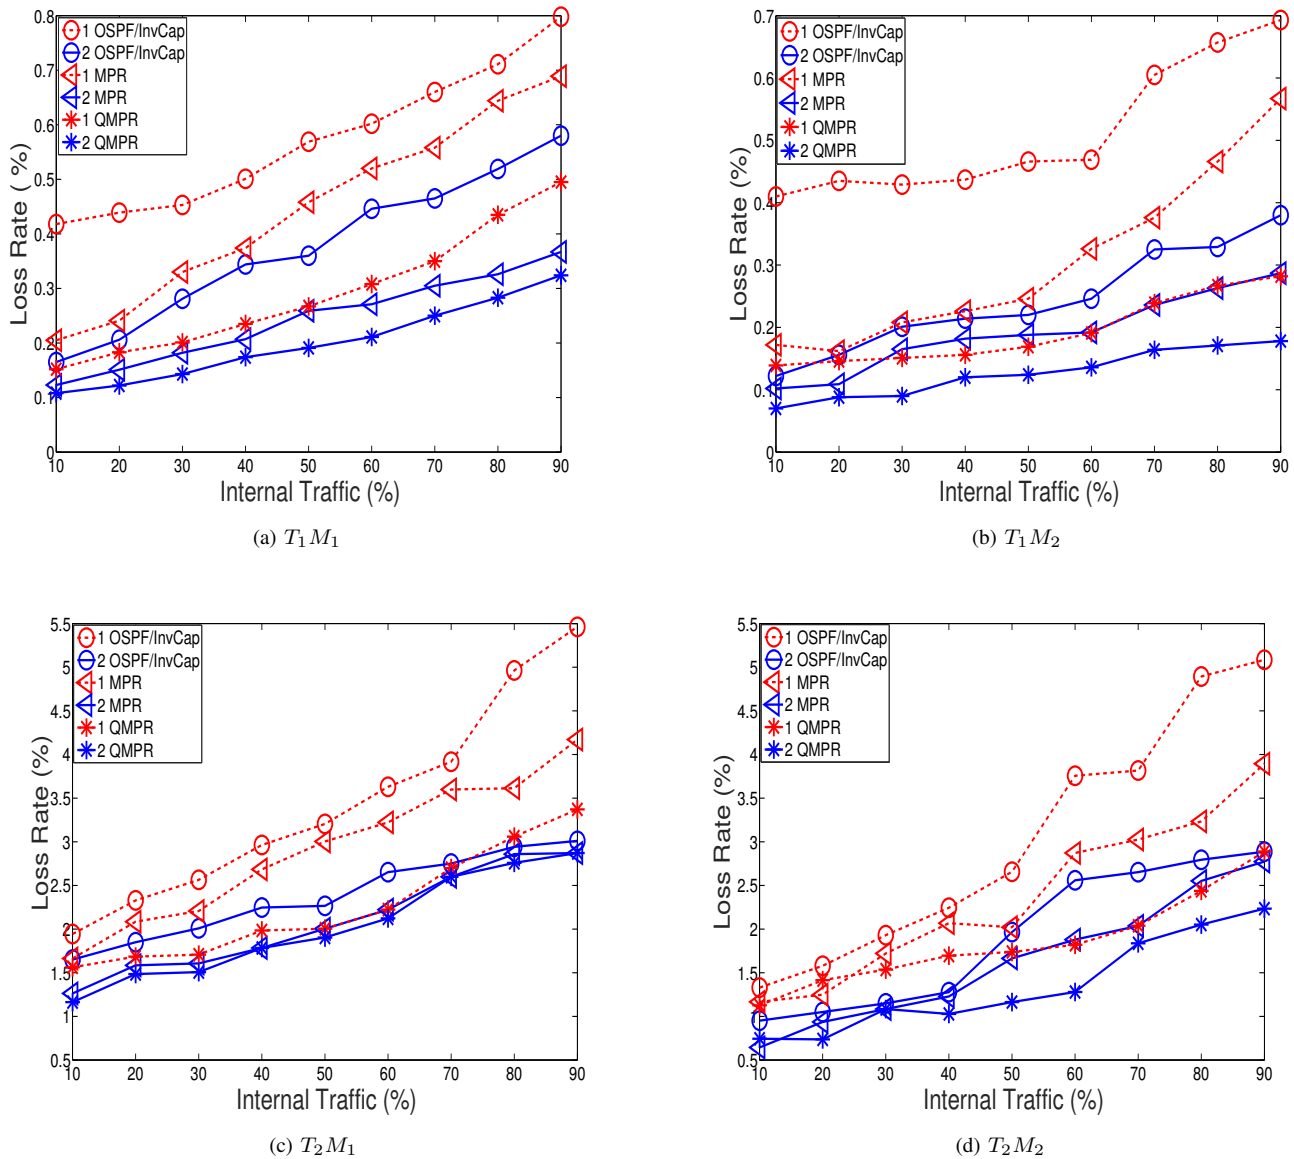 0.8
0.7
0.6
0.5
0.4
0.3
0.2
0.1
0
Loss Rate ( %)
1 OSPF/InvCap
2 OSPF/InvCap
1 MPR
2 MPR
1 QMPR
2 QMPR
10 20 30 40 50 60 70 80 90
Internal Traffic (%)
(a) T₁M₁
0.7
0.6
0.5
0.4
0.3
0.2
0.1
0
Loss Rate (%)
1 OSPF/InvCap
2 OSPF/InvCap
1 MPR
2 MPR
1 QMPR
2 QMPR
10 20 30 40 50 60 70 80 90
Internal Traffic (%)
(b) T₁M₂
5.5
5
4.5
4
3.5
3
2.5
2
1.5
1
0.5
Loss Rate (%)
1 OSPF/InvCap
2 OSPF/InvCap
1 MPR
2 MPR
1 QMPR
2 QMPR
10 20 30 40 50 60 70 80 90
Internal Traffic (%)
(c) T₂M₁
5.5
5
4.5
4
3.5
3
2.5
2
1.5
1
0.5
Loss Rate (%)
1 OSPF/InvCap
2 OSPF/InvCap
1 MPR
2 MPR
1 QMPR
2 QMPR
10 20 30 40 50 60 70 80 90
Internal Traffic (%)
(d) T₂M₂